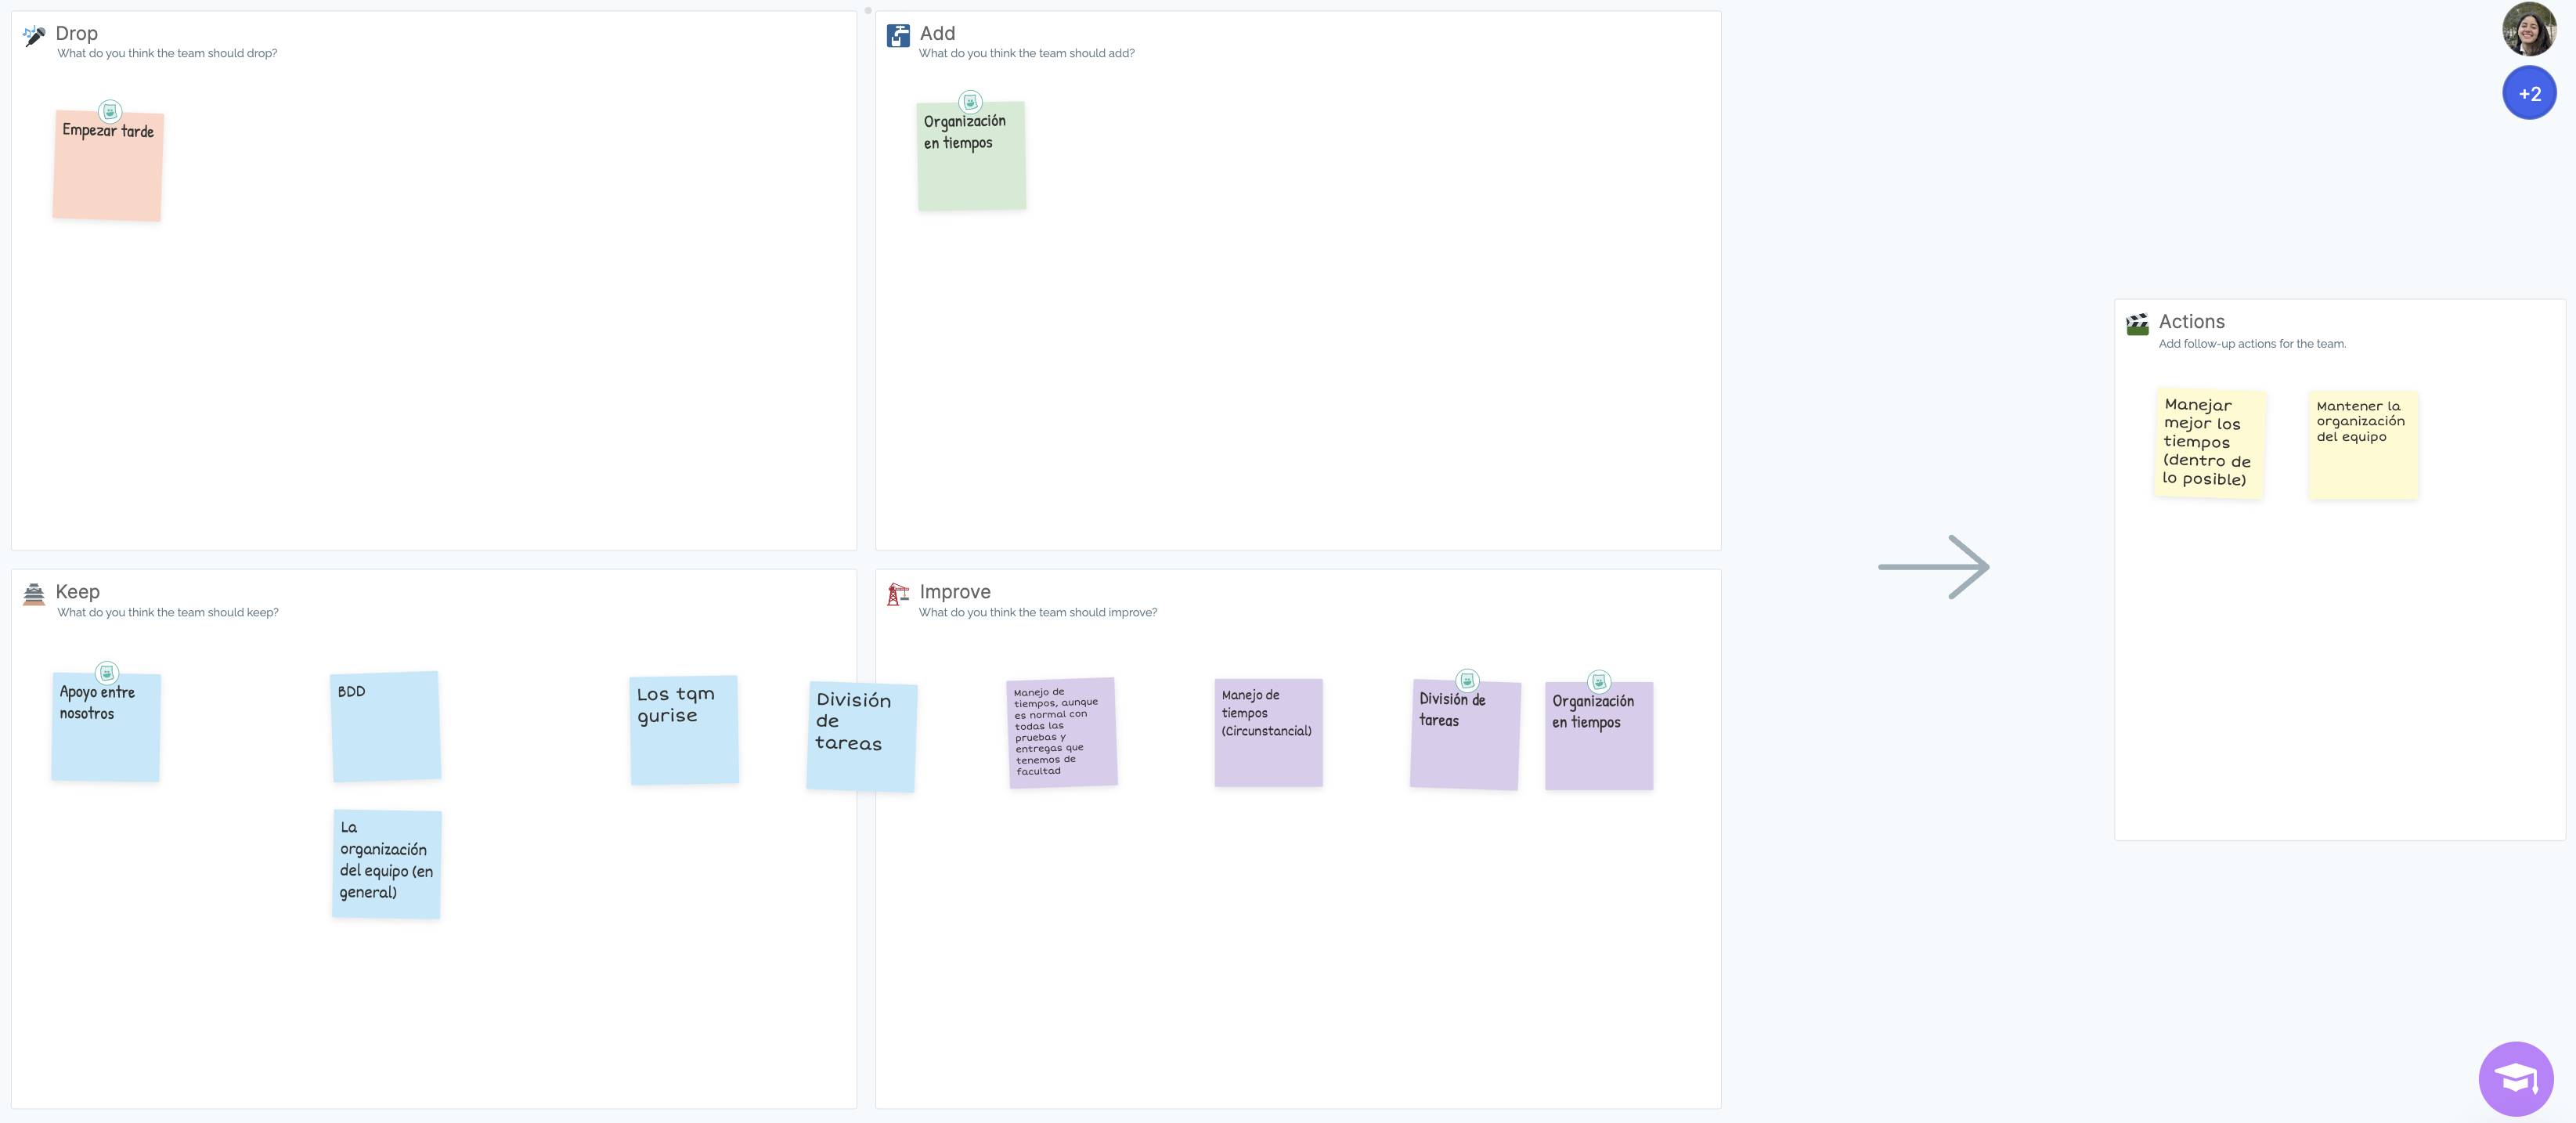 Drop
What do you think the team should drop?
Empezar tarde
Add
What do you think the team should add?
Organización
en tiempos
+2
Keep
What do you think the team should keep?
Apoyo entre
nosotros
BDD
La
organización
del equipo (en
general)
Los tqm
gurise
División
de
tareas
Improve
What do you think the team should improve?
Manejo de
tiempos, aunque
es normal con
todas las
pruebas y
entregas que
tenemos de
facultad
Manejo de
tiempos
(Circunstancial)
División de
tareas
Organización
en tiempos
Actions
Add follow-up actions for the team.
Manejar
mejor los
tiempos
(dentro de
lo posible)
Mantener la
organización
del equipo